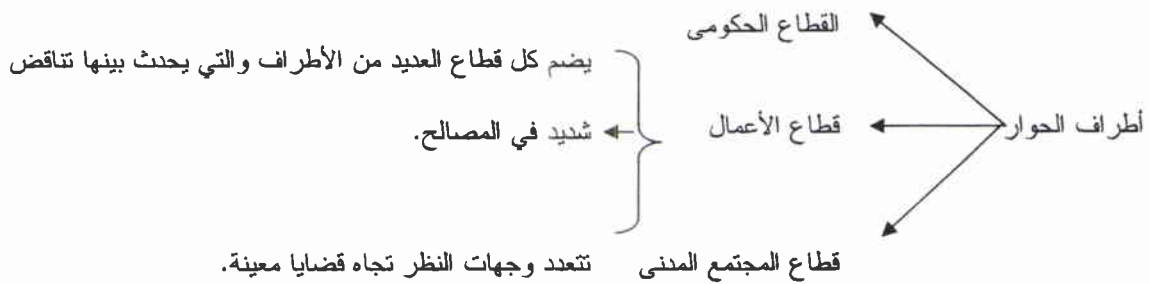 القطاع الحكومى
يضم كل قطاع العديد من الأطراف والتي يحدث بينها تناقض
أطراف الحوار
قطاع الأعمال
شديد في المصالح.
قطاع المجتمع المدنى
تتعدد وجهات النظر تجاه قضايا معينة.